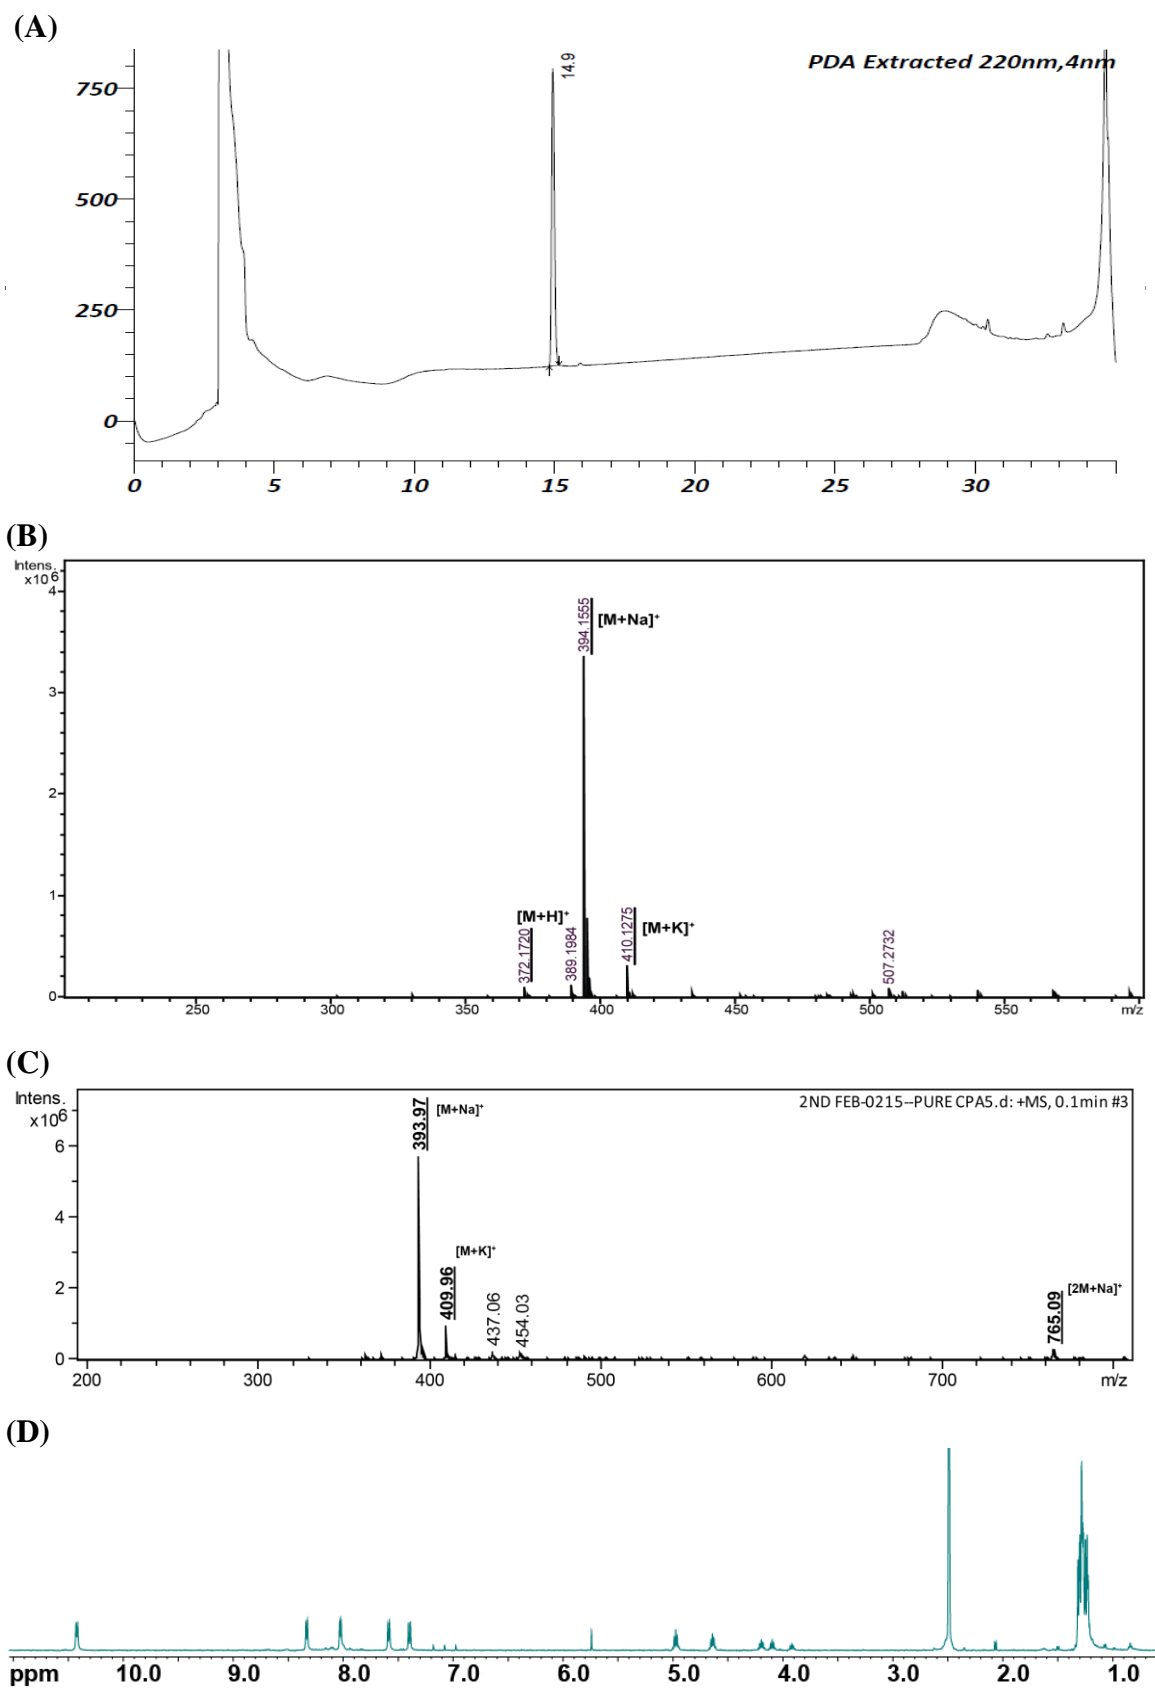 (A)
PDA Extracted 220nm,4nm
14.9
750
500
250
0
0 5 10 15 20 25 30
(B)
Intens.
x10⁶
4
3
2
1
0
394.1555 [M+Na]⁺
[M+H]⁺
372.1720
389.1984
410.1275 [M+K]⁺
507.2732
250 300 350 400 450 500 550 m/z
(C)
Intens.
x10⁶
6
4
2
0
2ND FEB-0215--PURE CPA5.d: +MS, 0.1min #3
393.97 [M+Na]⁺
[M+K]⁺
409.96
437.06
454.03
765.09 [2M+Na]⁺
200 300 400 500 600 700 m/z
(D)
ppm 10.0 9.0 8.0 7.0 6.0 5.0 4.0 3.0 2.0 1.0